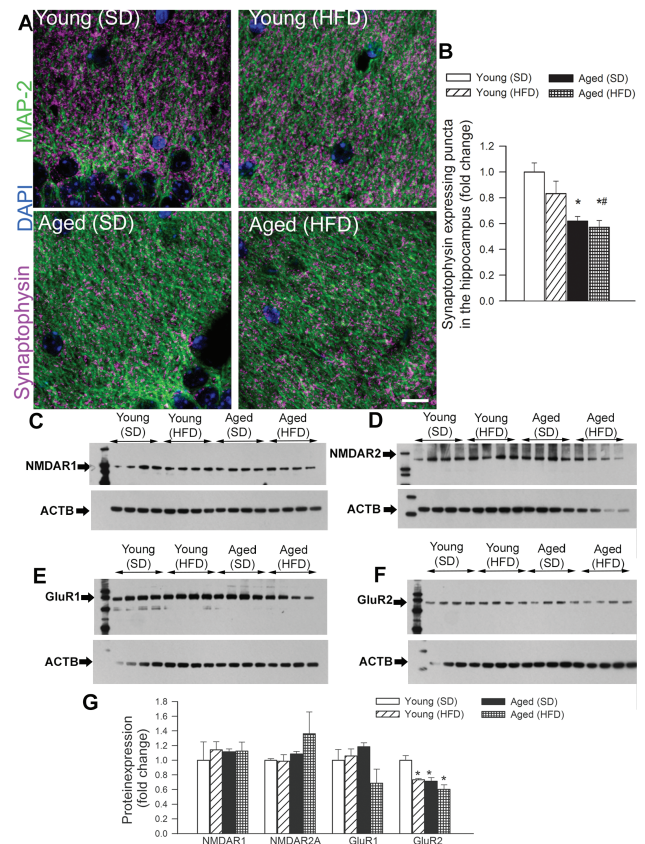 A
Young (SD)
Young (HFD)
Aged (SD)
Aged (HFD)
Synaptophysin DAPI MAP-2
B
Young (SD)
Aged (SD)
Young (HFD)
Aged (HFD)
Synaptophysin expressing puncta
in the hippocampus (fold change)
1.2
1.0
0.8
0.6
0.4
0.2
0.0
*
*#
C
Young
(SD)
Young
(HFD)
Aged
(SD)
Aged
(HFD)
NMDAR1
ACTB
D
Young
(SD)
Young
(HFD)
Aged
(SD)
Aged
(HFD)
NMDAR2
ACTB
E
Young
(SD)
Young
(HFD)
Aged
(SD)
Aged
(HFD)
GluR1
ACTB
F
Young
(SD)
Young
(HFD)
Aged
(SD)
Aged
(HFD)
GluR2
ACTB
G
Young (SD)
Aged (SD)
Young (HFD)
Aged (HFD)
Proteinexpression
(fold change)
1.8
1.6
1.4
1.2
1.0
0.8
0.6
0.4
0.2
0.0
* * *
NMDAR1 NMDAR2A GluR1 GluR2